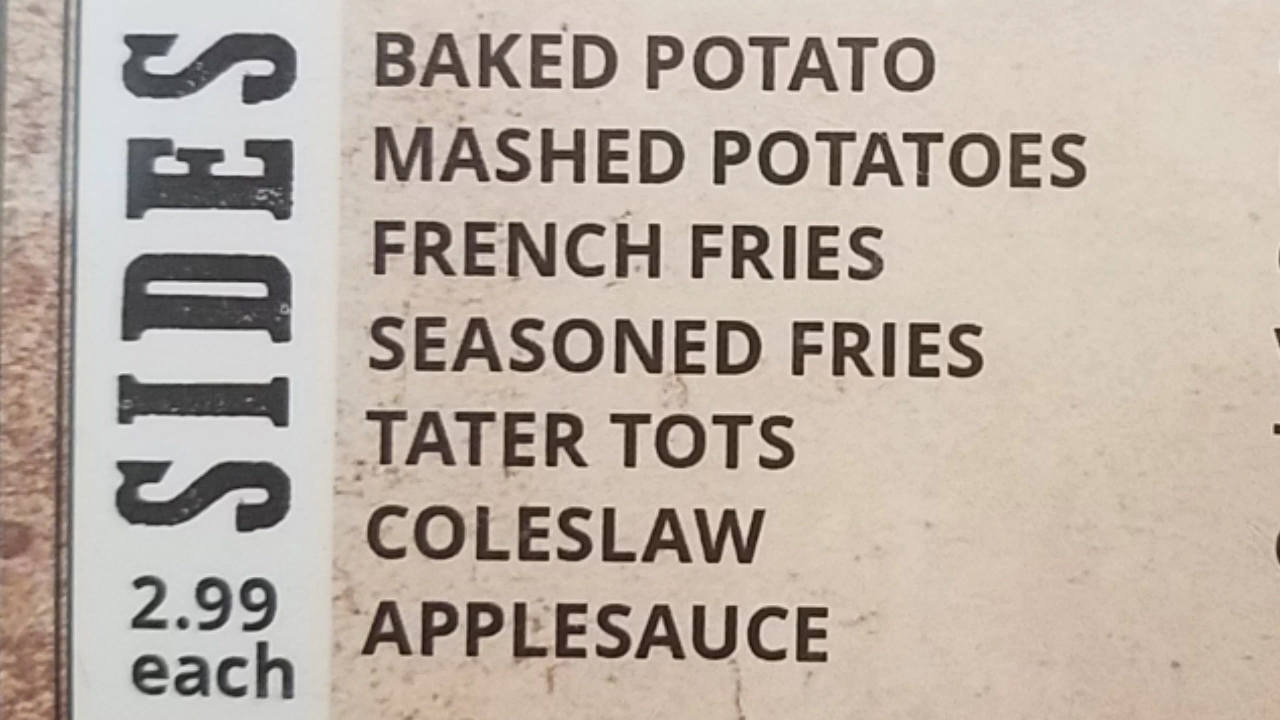 SIDES
2.99
each
BAKED POTATO
MASHED POTATOES
FRENCH FRIES
SEASONED FRIES
TATER TOTS
COLESLAW
APPLESAUCE